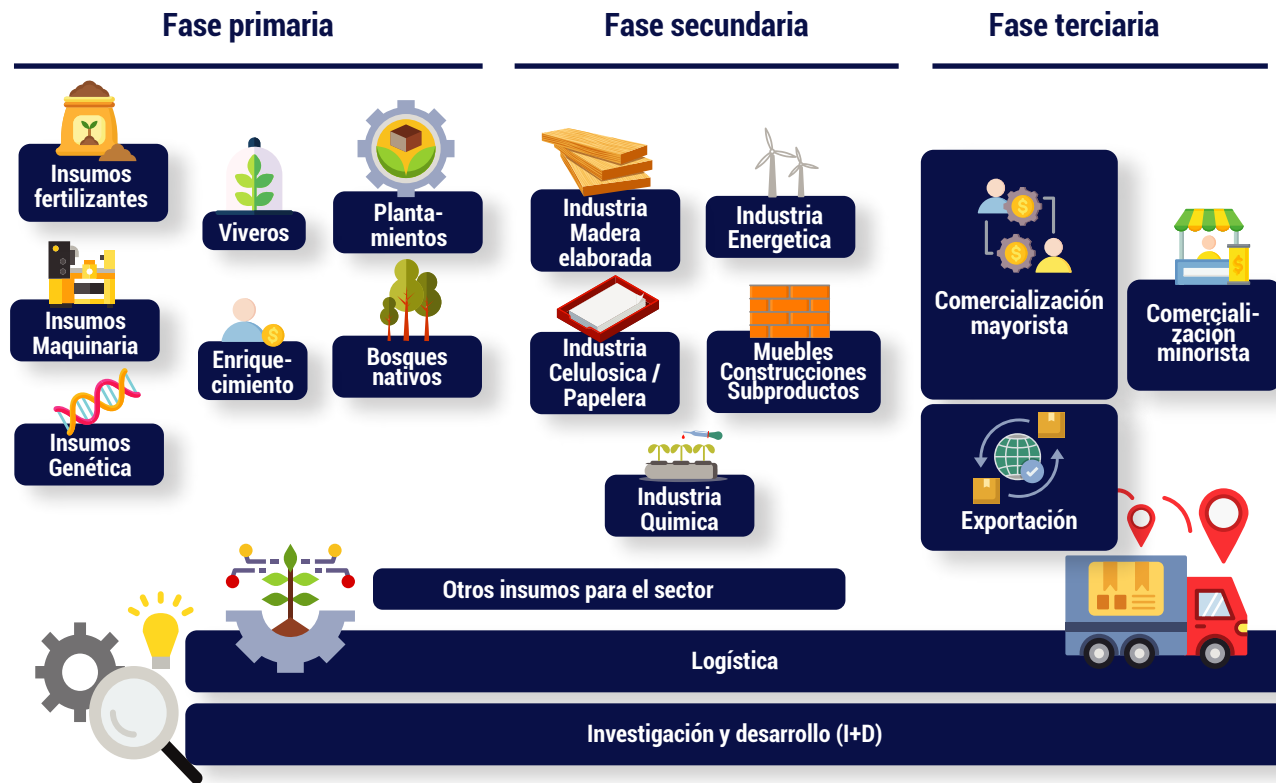 Fase primaria
Fase secundaria
Fase terciaria
Insumos
fertilizantes
Viveros
Planta-
mientos
Insumos
Maquinaria
Enrique-
cimiento
Bosques
nativos
Insumos
Genética
Industria
Madera
elaborada
Industria
Energetica
Industria
Celulosica /
Papelera
Muebles
Construcciones
Subproductos
Industria
Quimica
Comercialización
mayorista
Comerciali-
zación
minorista
Exportación
Otros insumos para el sector
Logística
Investigación y desarrollo (I+D)